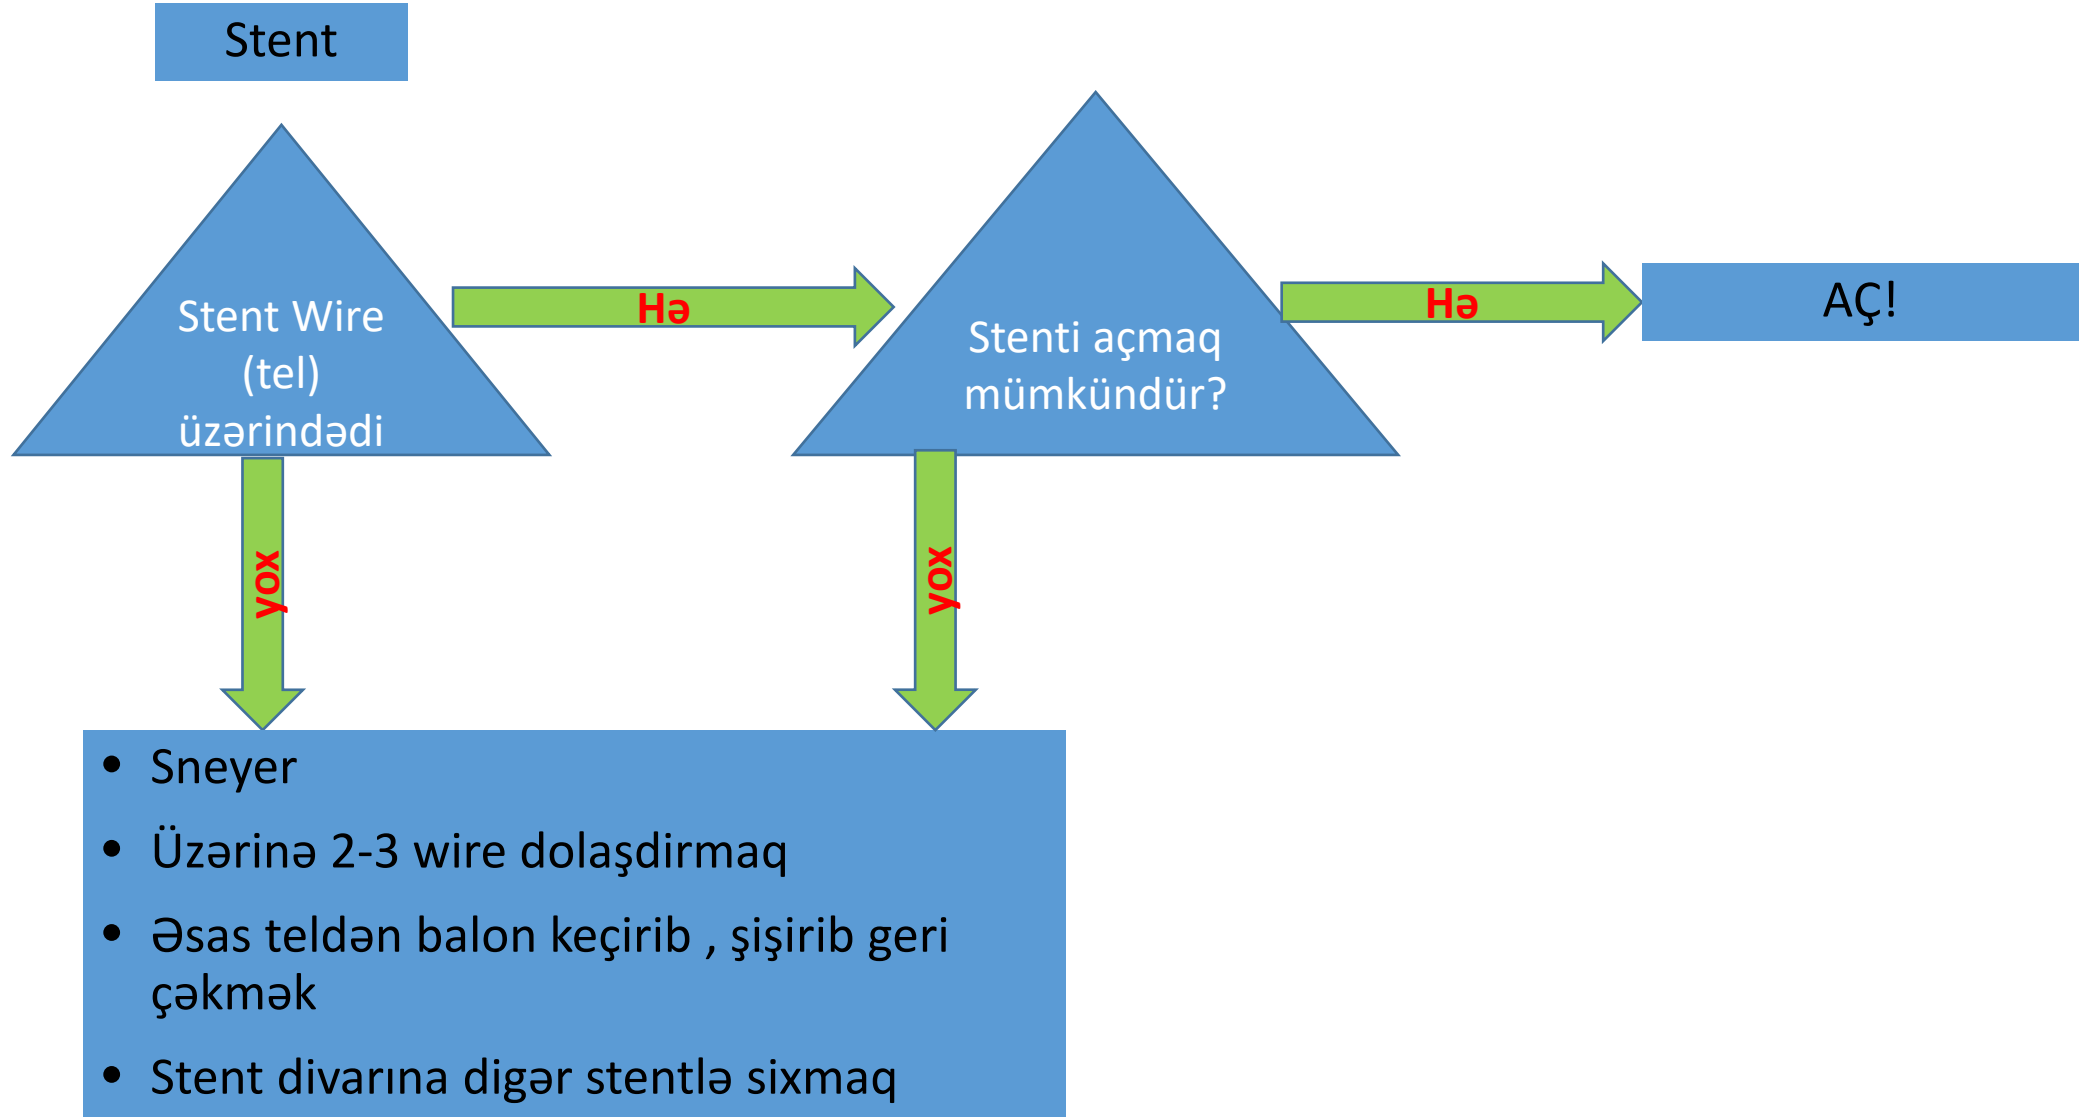 Stent
Stent Wire
(tel)
üzərindədi
Hə
Stenti açmaq
mümkündür?
Hə
AÇ!
yox
yox
• Sneyer
• Üzərinə 2-3 wire dolaşdirmaq
• Əsas teldən balon keçirib , şişirib geri
çəkmək
• Stent divarına digər stentlə sixmaq